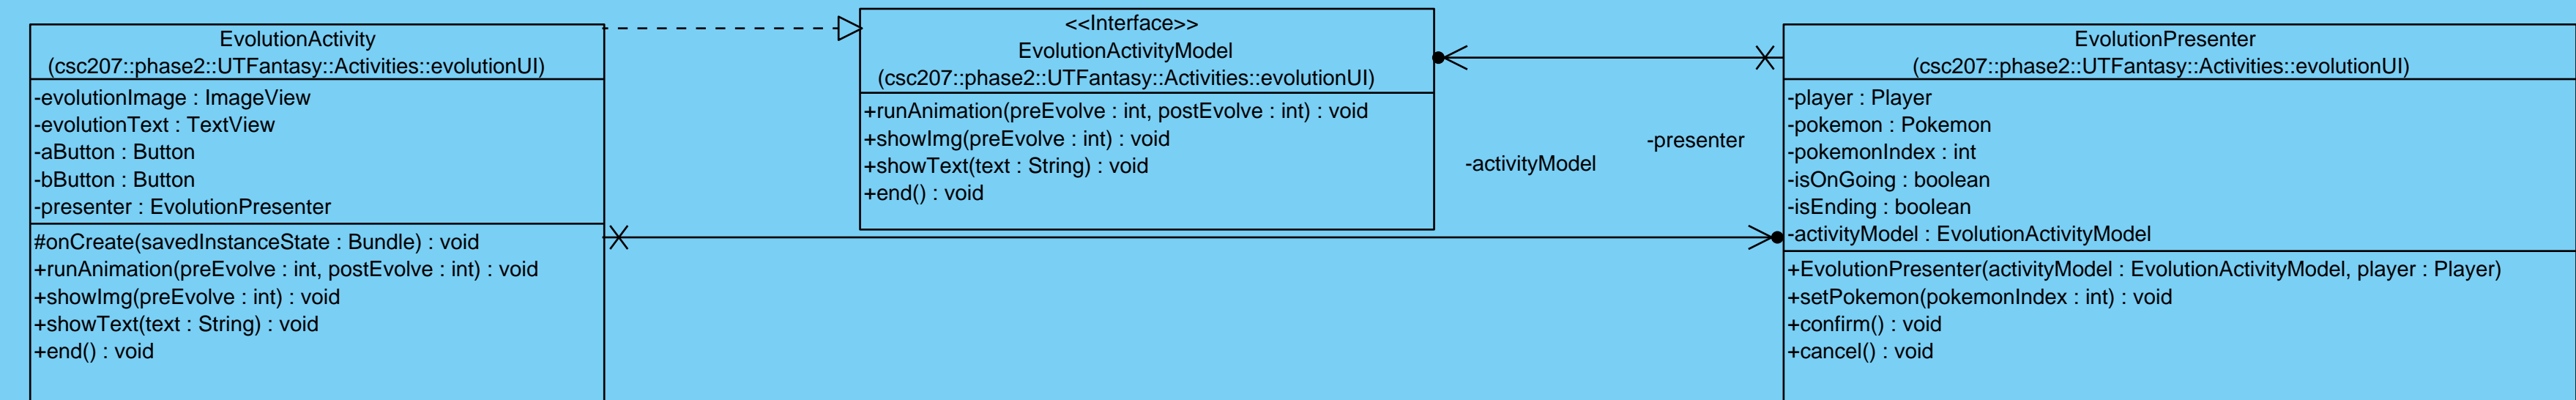 EvolutionActivity
(csc207::phase2::UTFantasy::Activities::evolutionUI)
-evolutionImage : ImageView
-evolutionText : TextView
-aButton : Button
-bButton : Button
-presenter : EvolutionPresenter
#onCreate(savedInstanceState : Bundle) : void
+runAnimation(preEvolve : int, postEvolve : int) : void
+showImg(preEvolve : int) : void
+showText(text : String) : void
+end() : void
<<Interface>>
EvolutionActivityModel
(csc207::phase2::UTFantasy::Activities::evolutionUI)
+runAnimation(preEvolve : int, postEvolve : int) : void
+showImg(preEvolve : int) : void
+showText(text : String) : void
+end() : void
-activityModel
-presenter
EvolutionPresenter
(csc207::phase2::UTFantasy::Activities::evolutionUI)
-player : Player
-pokemon : Pokemon
-pokemonIndex : int
-isOnGoing : boolean
-isEnding : boolean
-activityModel : EvolutionActivityModel
+EvolutionPresenter(activityModel : EvolutionActivityModel, player : Player)
+setPokemon(pokemonIndex : int) : void
+confirm() : void
+cancel() : void